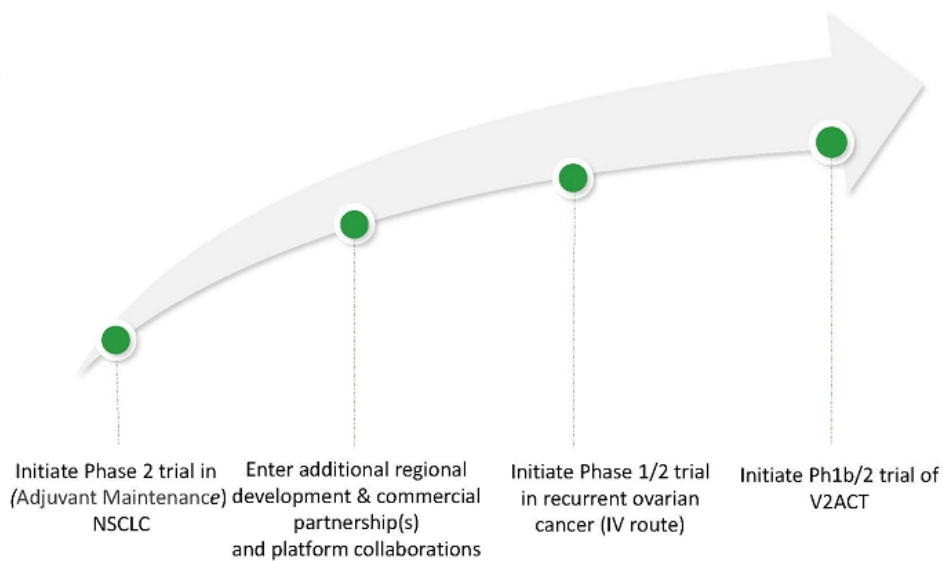 Initiate Phase 2 trial in
(Adjuvant Maintenance)
NSCLC
Enter additional regional
development & commercial
partnership(s)
and platform collaborations
Initiate Phase 1/2 trial
in recurrent ovarian
cancer (IV route)
Initiate Ph1b/2 trial of
V2ACT